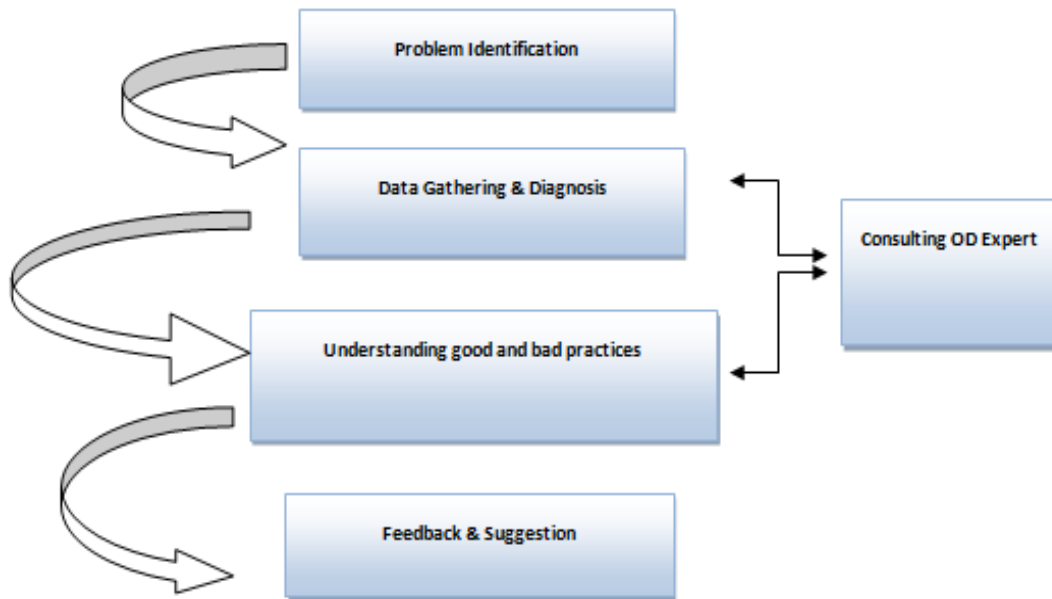 Problem Identification
Data Gathering & Diagnosis
Consulting OD Expert
Understanding good and bad practices
Feedback & Suggestion